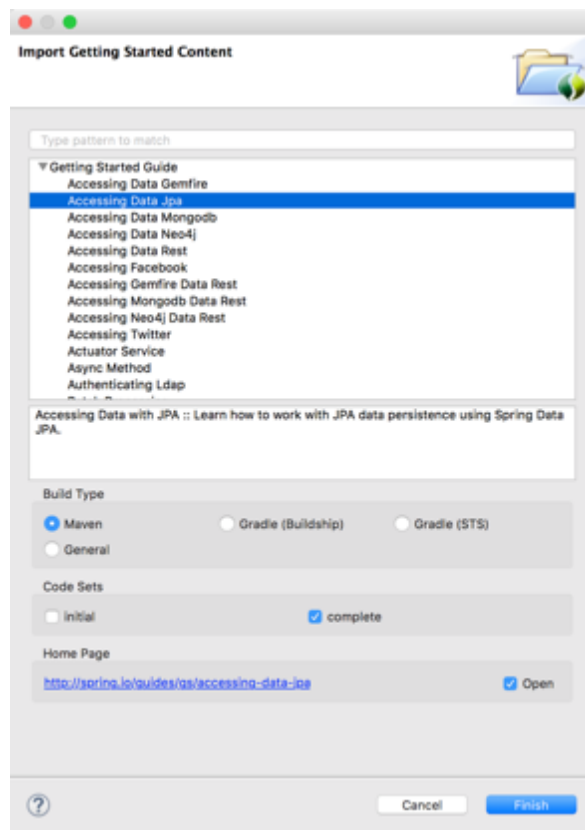 Import Getting Started Content
Type pattern to match
Getting Started Guide
Accessing Data Gemfire
Accessing Data Jpa
Accessing Data Mongodb
Accessing Data Neo4j
Accessing Data Rest
Accessing Facebook
Accessing Gemfire Data Rest
Accessing Mongodb Data Rest
Accessing Neo4j Data Rest
Accessing Twitter
Actuator Service
Async Method
Authenticating Ldap
Accessing Data with JPA :: Learn how to work with JPA data persistence using Spring Data
JPA.
Build Type
Maven Gradle (Buildship) Gradle (STS)
General
Code Sets
initial complete
Home Page
http://spring.io/guides/gs/accessing-data-jpa Open
? Cancel Finish